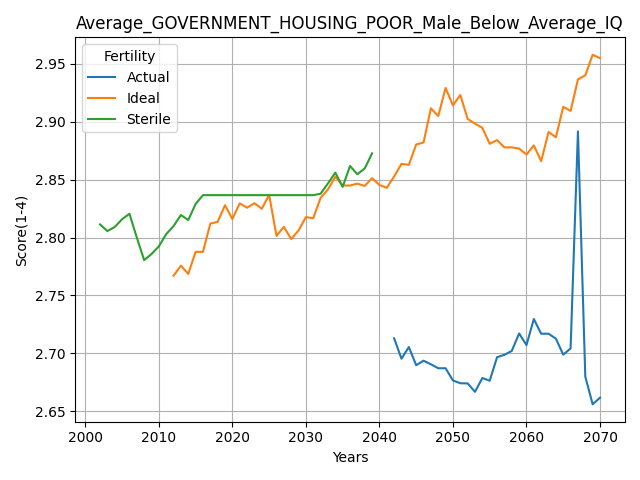 Average_GOVERNMENT_HOUSING_POOR_Male_Below_Average_IQ
Fertility
Actual
Ideal
Sterile
Score(1-4)
2.95
2.90
2.85
2.80
2.75
2.70
2.65
2000 2010 2020 2030 2040 2050 2060 2070
Years